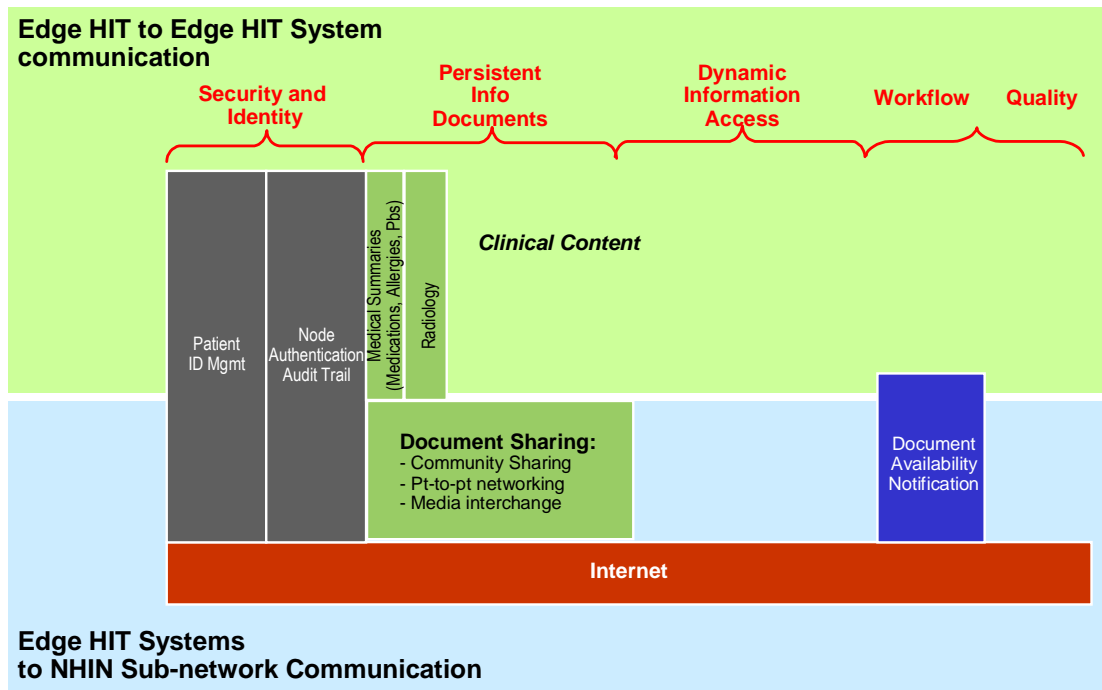 Edge HIT to Edge HIT System
communication
Security and
Identity
Persistent
Info
Documents
Dynamic
Information
Access
Workflow
Quality
Patient
ID Mgmt
Node
Authentication
Audit Trail
Medical Summaries
(Medications, Allergies, Pbs)
Radiology
Clinical Content
Document Sharing:
- Community Sharing
- Pt-to-pt networking
- Media interchange
Document
Availability
Notification
Internet
Edge HIT Systems
to NHIN Sub-network Communication